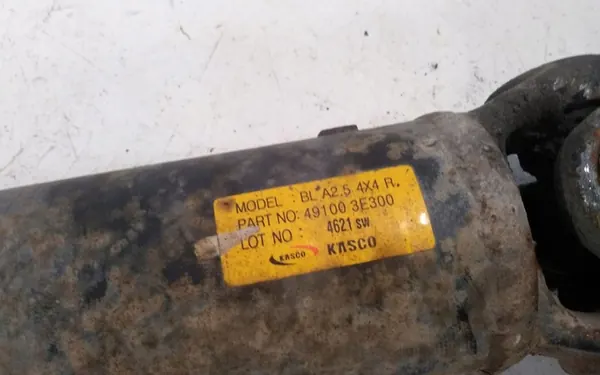 MODEL : BL A2.5 4X4 R.
PART NO: 49100 3E300
LOT NO : 4621 SW
KASCO KASCO